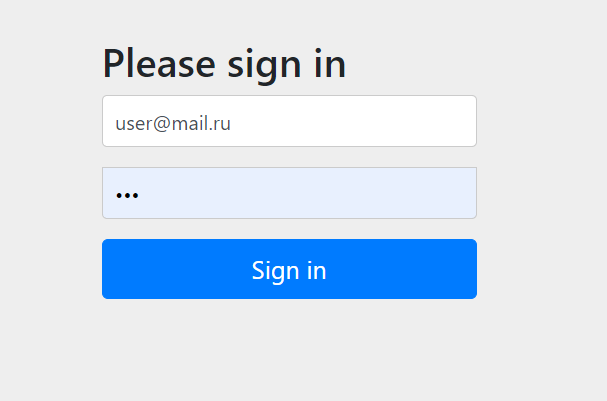 Please sign in
user@mail.ru
•••
Sign in